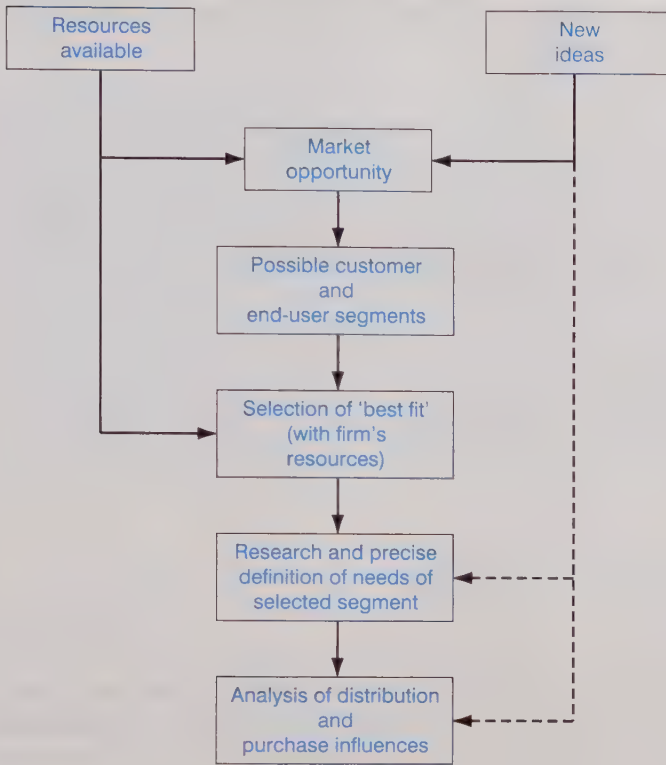 Resources
available
New
ideas
Market
opportunity
Possible customer
and
end-user segments
Selection of ‘best fit’
(with firm’s
resources)
Research and precise
definition of needs of
selected segment
Analysis of distribution
and
purchase influences